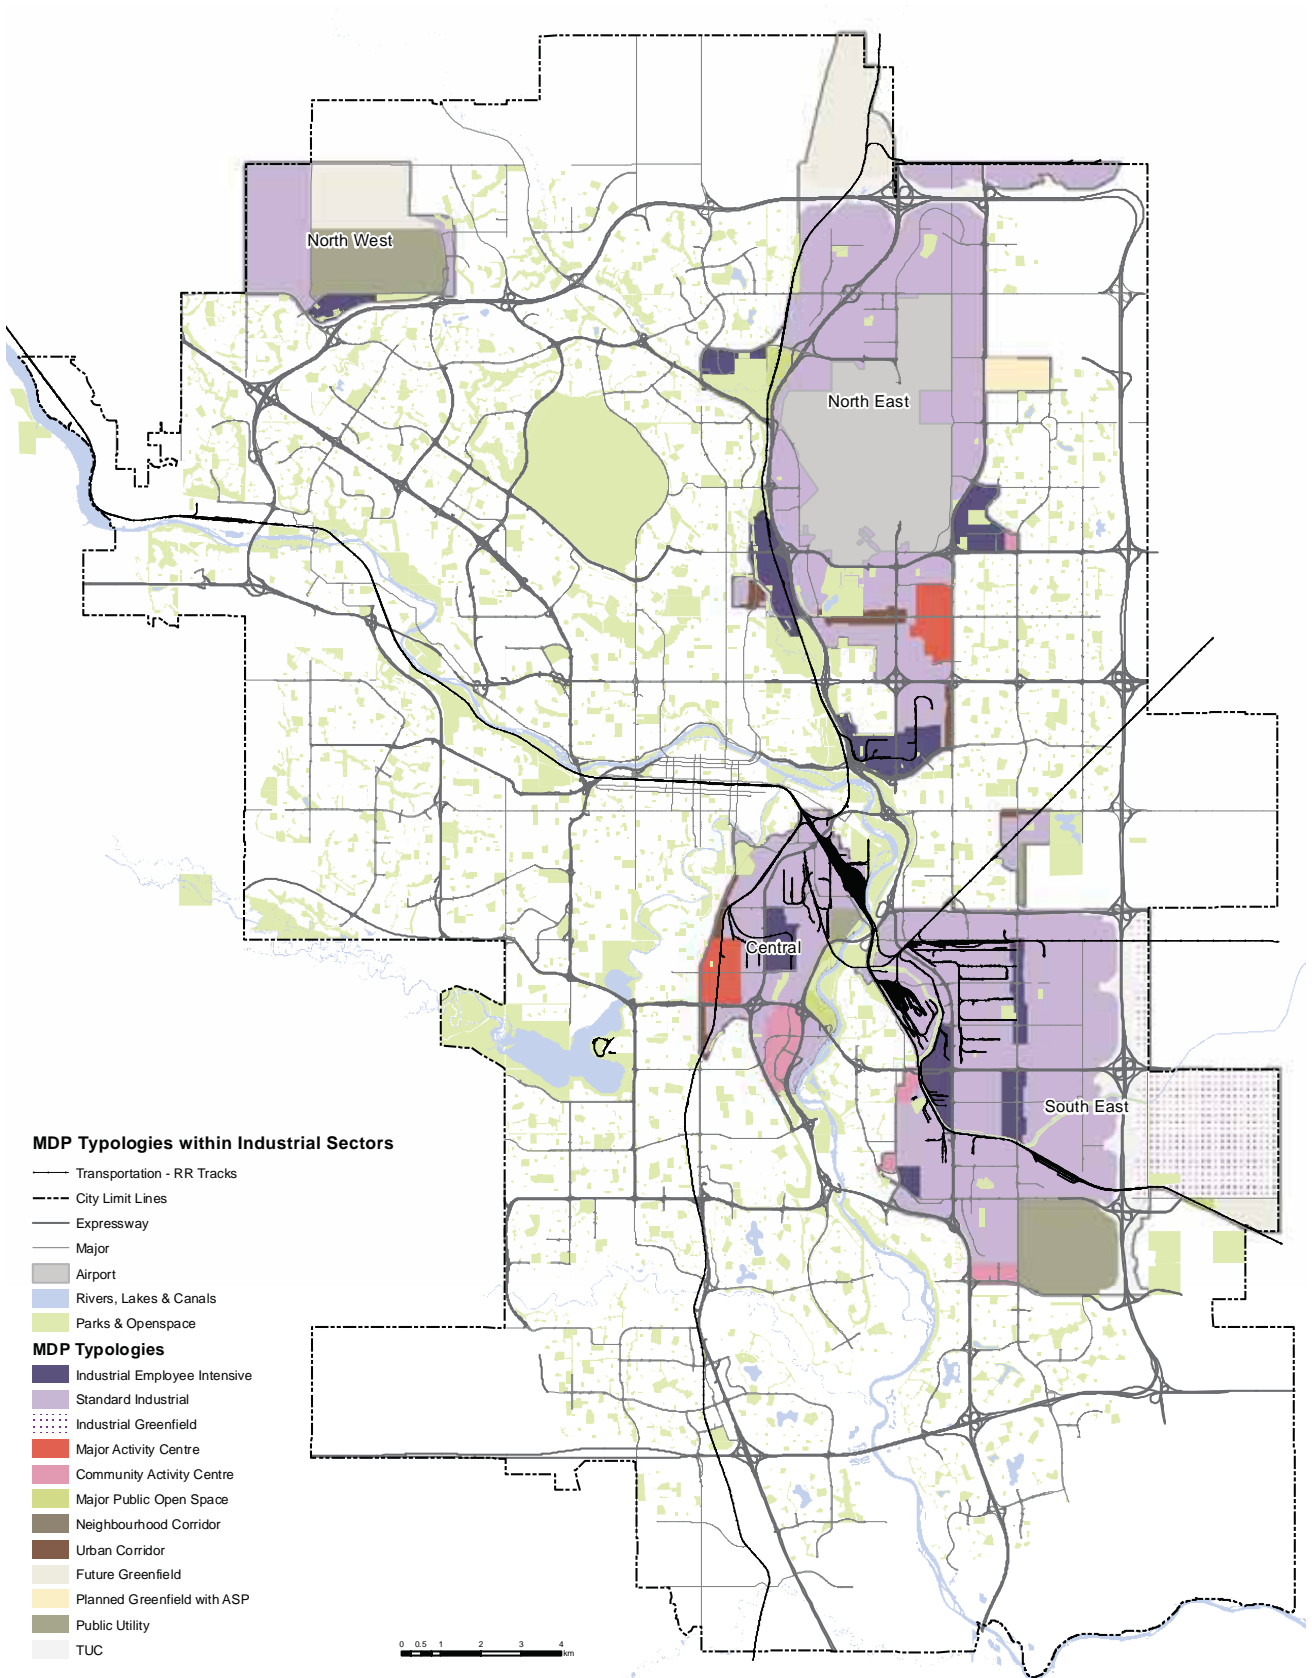 North West
North East
Central
South East
MDP Typologies within Industrial Sectors
Transportation - RR Tracks
City Limit Lines
Expressway
Major
Airport
Rivers, Lakes & Canals
Parks & Openspace
MDP Typologies
Industrial Employee Intensive
Standard Industrial
Industrial Greenfield
Major Activity Centre
Community Activity Centre
Major Public Open Space
Neighbourhood Corridor
Urban Corridor
Future Greenfield
Planned Greenfield with ASP
Public Utility
TUC
0 0.5 1 2 3 4
km